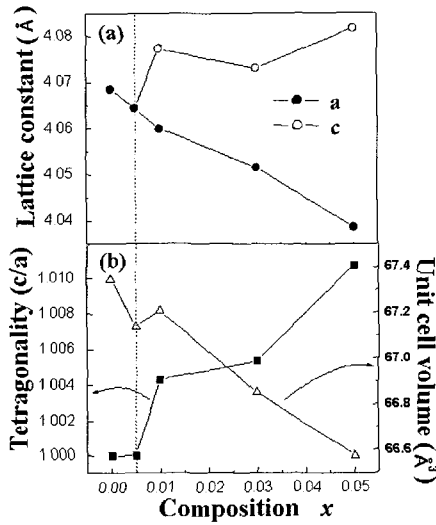 (a)
Lattice constant (Å)
4.08
4.07
4.06
4.05
4.04
a
c
(b)
Tetragonality (c/a)
1 010
1 008
1 006
1 004
1 002
1 000
67.4
67.2
67.0
66.8
66.6
Unit cell volume (Å³)
0.00
0.01
0.02
0.03
0.04
0.05
Composition x